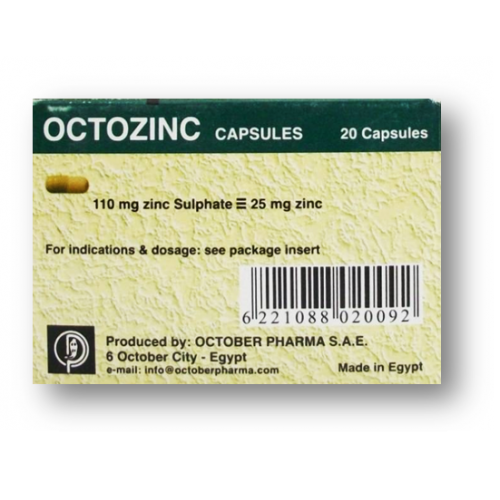 OCTOZINC CAPSULES 20 Capsules
110 mg zinc Sulphate ≡ 25 mg zinc
For indications & dosage: see package insert
6 221088 020092
Produced by: OCTOBER PHARMA S.A.E.
6 October City - Egypt
e-mail: info@octoberpharma.com
Made in Egypt